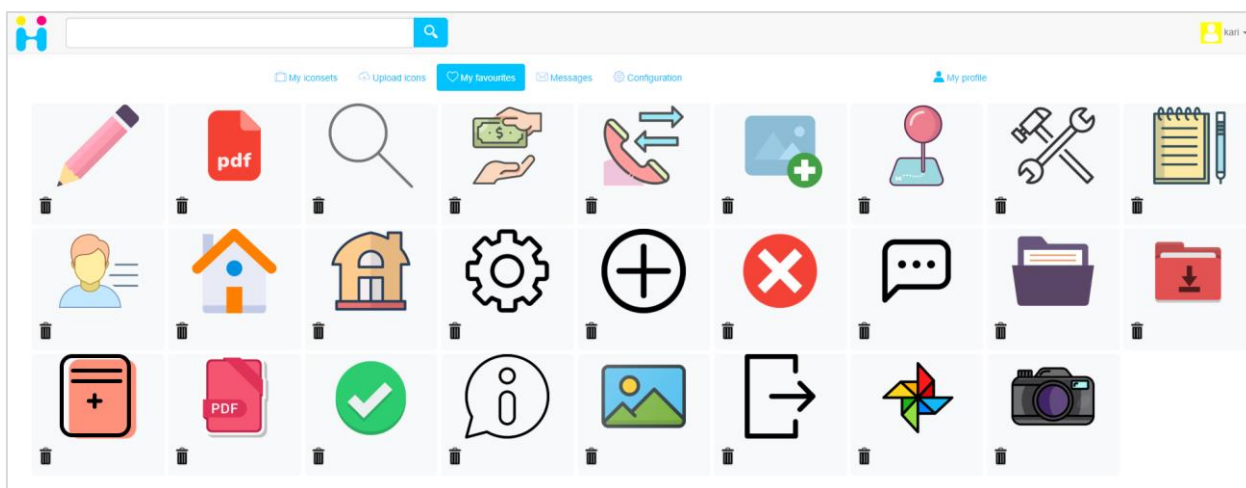 kari
My iconsets Upload icons My favourites Messages Configuration My profile
pdf
$
PDF